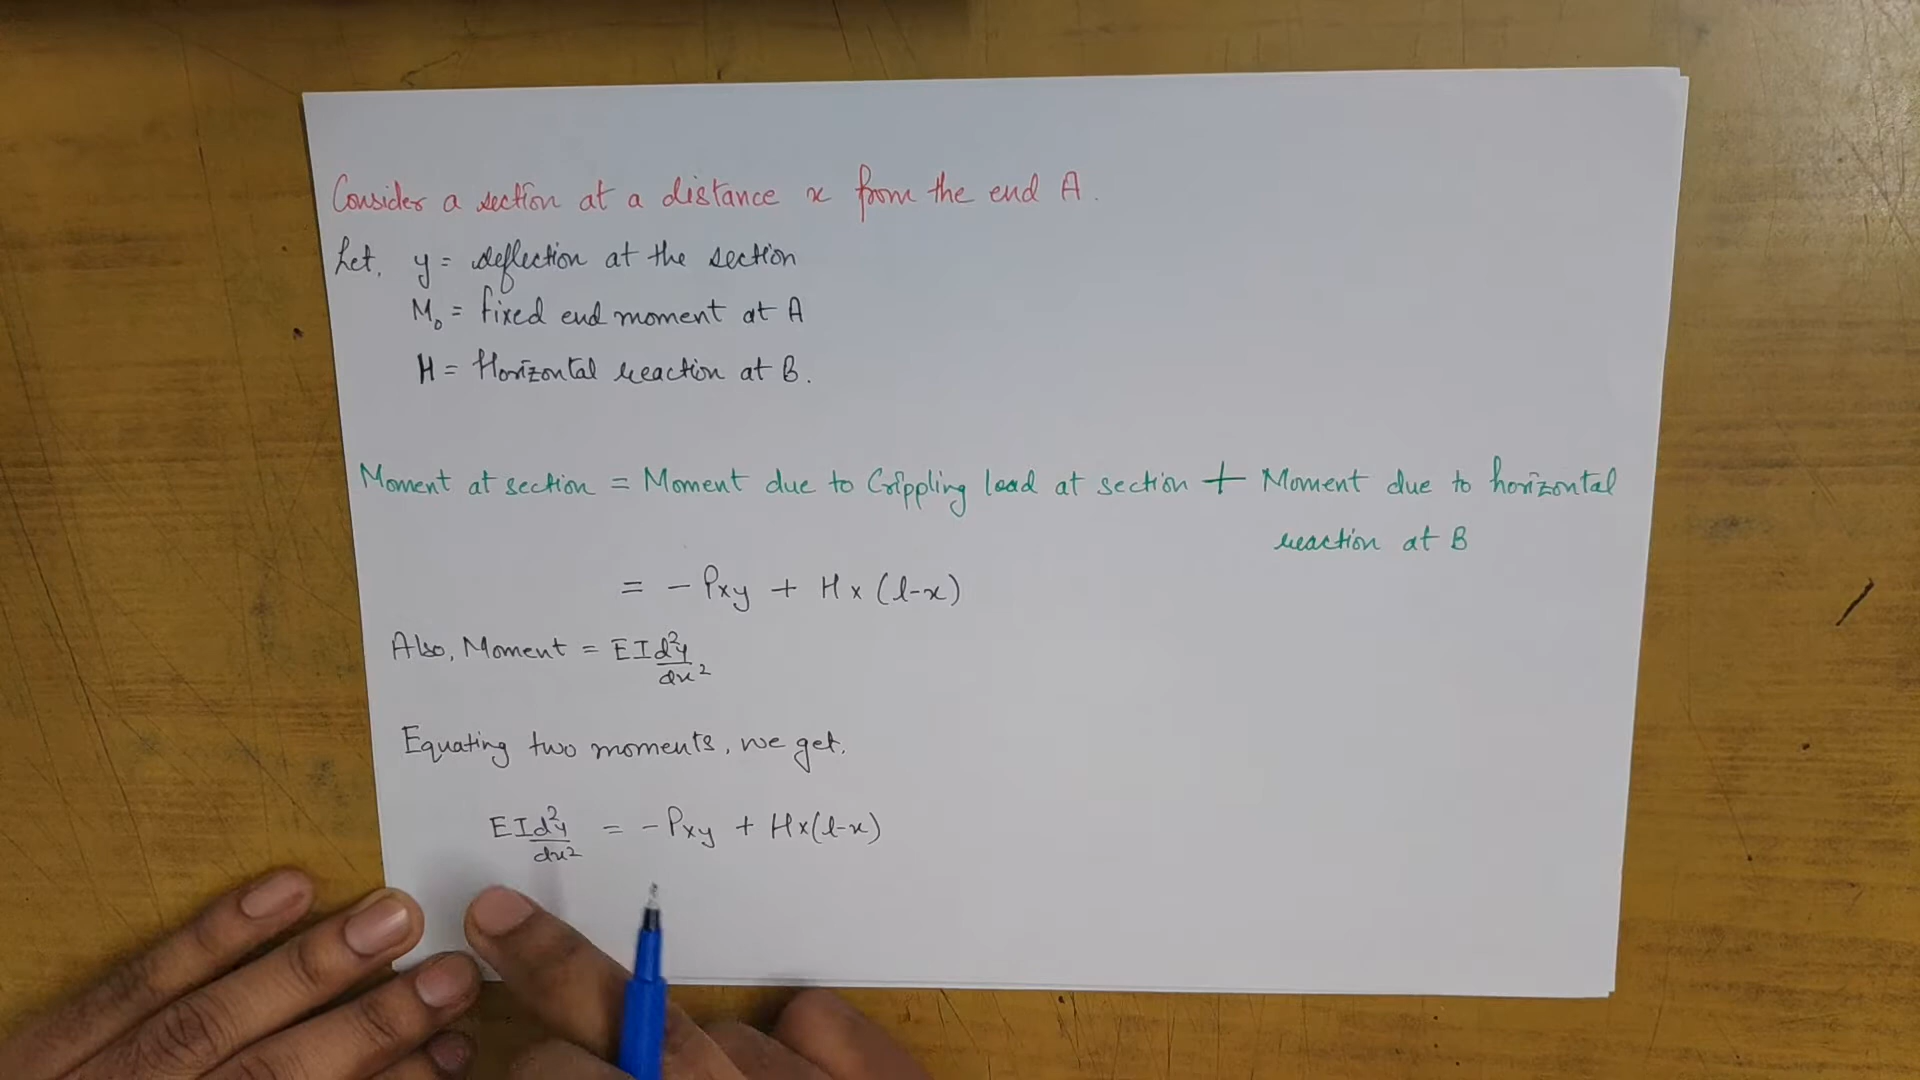 Consider a section at a distance x from the end A.
Let, y = deflection at the section
M₀ = fixed end moment at A
H = Horizontal reaction at B.
Moment at section = Moment due to Crippling load at section + Moment due to horizontal
reaction at B
= - P×y + H × (l-x)
Also, Moment = EI d²y/dx²
Equating two moments, we get.
EI d²y/dx² = - P×y + H×(l-x)